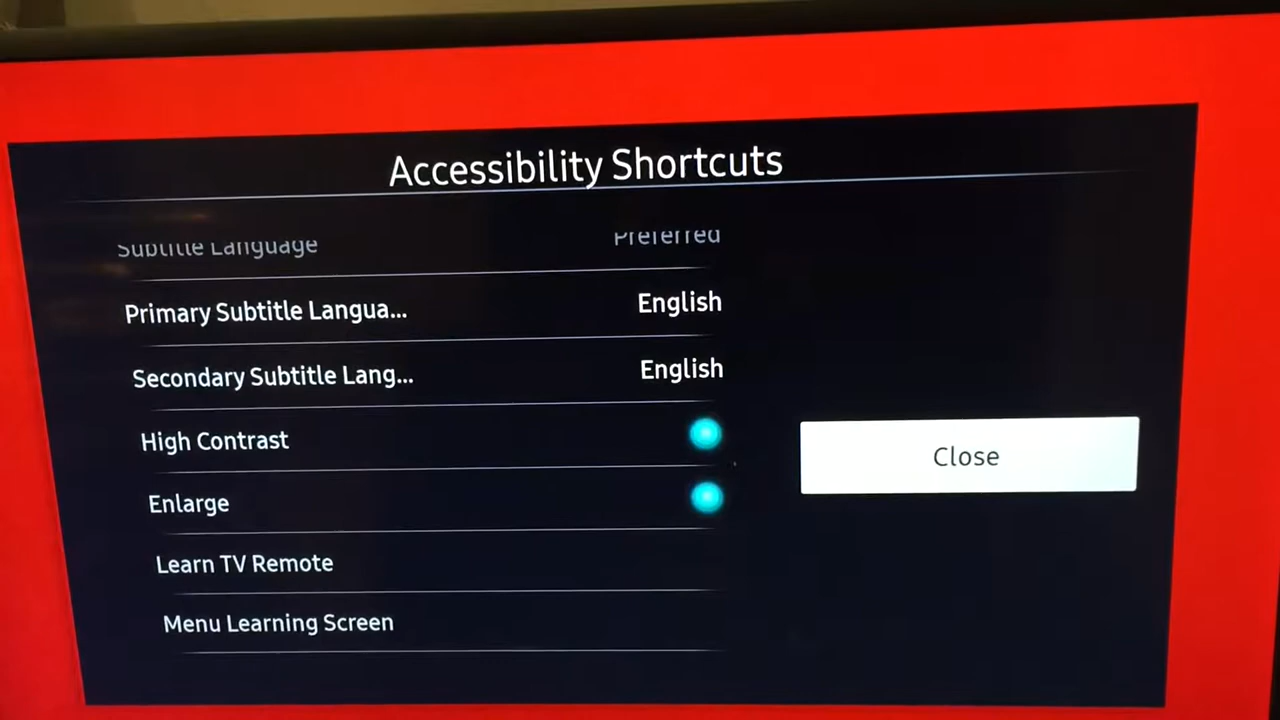 Accessibility Shortcuts
Subtitle Language Preferred
Primary Subtitle Langua... English
Secondary Subtitle Lang... English
High Contrast
Enlarge
Close
Learn TV Remote
Menu Learning Screen